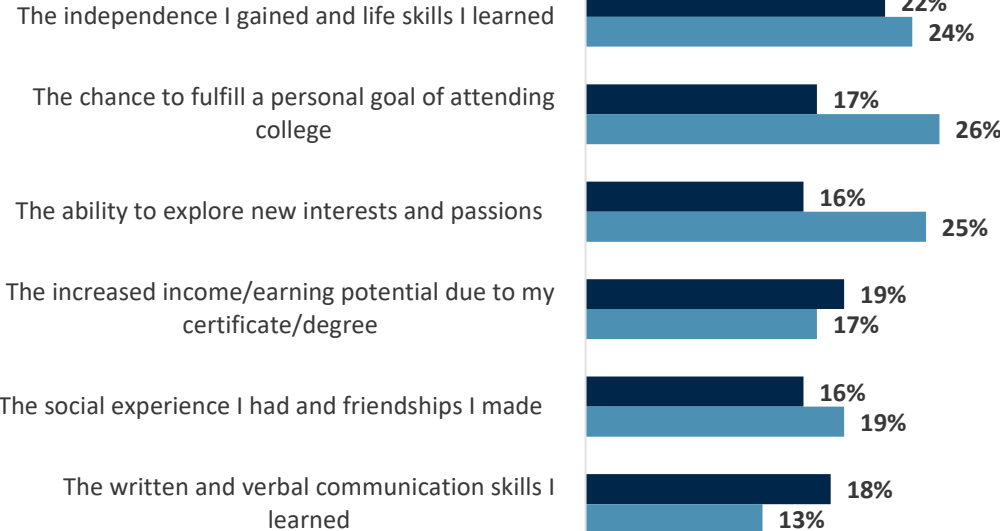 The independence I gained and life skills I learned
22%
24%
The chance to fulfill a personal goal of attending
college
17%
26%
The ability to explore new interests and passions
16%
25%
The increased income/earning potential due to my
certificate/degree
19%
17%
The social experience I had and friendships I made
16%
19%
The written and verbal communication skills I
learned
18%
13%